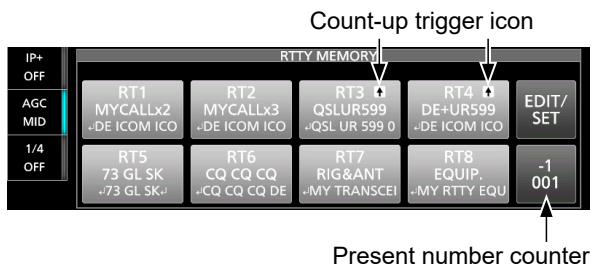 Count-up trigger icon
IP+
OFF
AGC
MID
1/4
OFF
RTTY MEMORY
RT1
MYCALLx2
↲DE ICOM ICO
RT2
MYCALLx3
↲DE ICOM ICO
RT3
QSLUR599
↲QSL UR 599 0
RT4
DE+UR599
↲DE ICOM ICO
EDIT/
SET
RT5
73 GL SK
↲73 GL SK↲
RT6
CQ CQ CQ
↲CQ CQ CQ DE
RT7
RIG&ANT
↲MY TRANSCEI
RT8
EQUIP.
↲MY RTTY EQU
-1
001
Present number counter